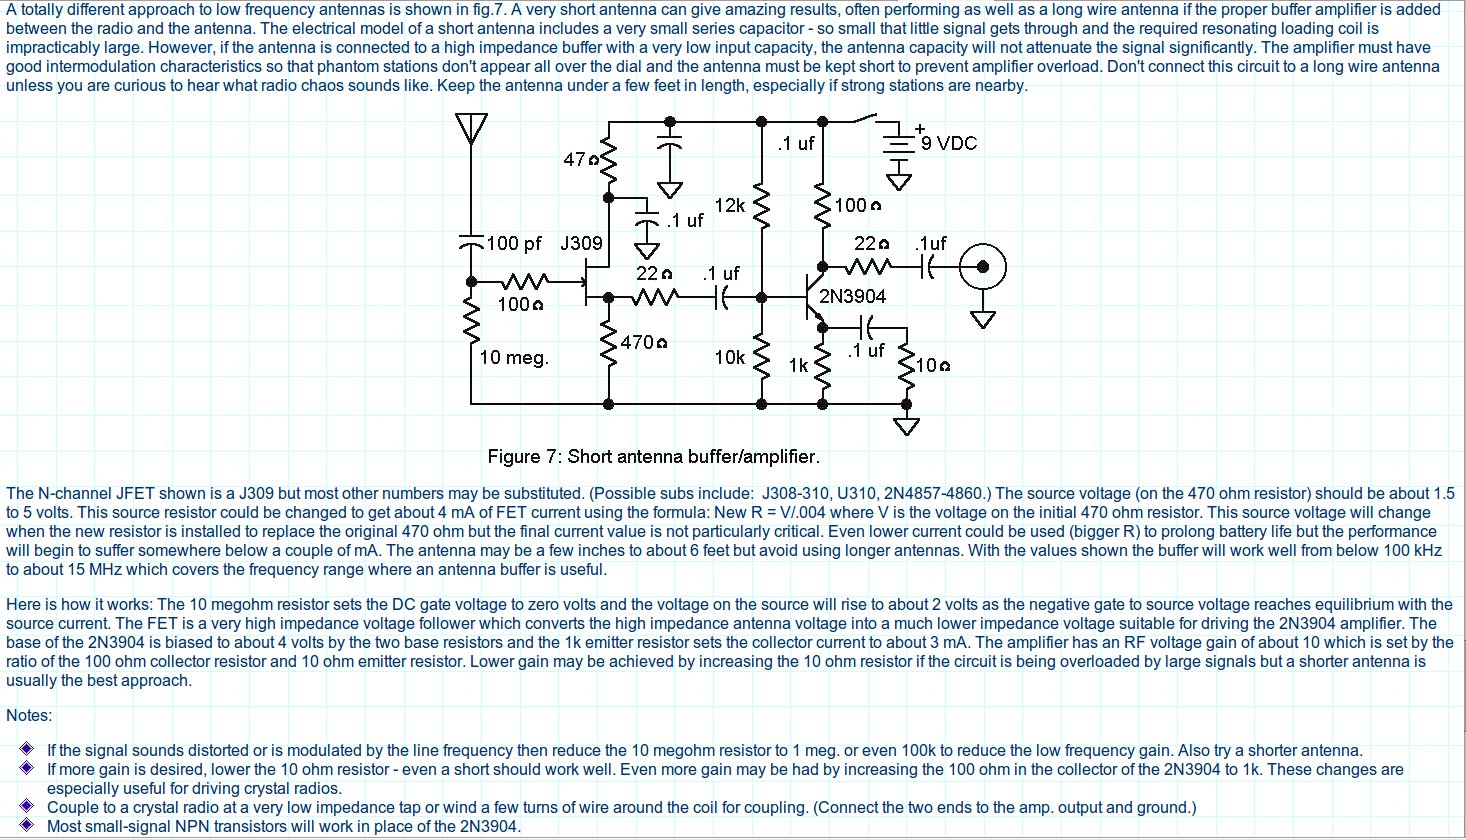 A totally different approach to low frequency antennas is shown in fig.7. A very short antenna can give amazing results, often performing as well as a long wire antenna if the proper buffer amplifier is added
between the radio and the antenna. The electrical model of a short antenna includes a very small series capacitor - so small that little signal gets through and the required resonating loading coil is
impracticably large. However, if the antenna is connected to a high impedance buffer with a very low input capacity, the antenna capacity will not attenuate the signal significantly. The amplifier must have
good intermodulation characteristics so that phantom stations don't appear all over the dial and the antenna must be kept short to prevent amplifier overload. Don't connect this circuit to a long wire antenna
unless you are curious to hear what radio chaos sounds like. Keep the antenna under a few feet in length, especially if strong stations are nearby.
+
.1 uf
9 VDC
47Ω
12k
100Ω
.1 uf
100 pf
J309
22Ω
.1uf
22Ω
.1 uf
2N3904
100Ω
470Ω
.1 uf
10 meg.
10k
1k
10Ω
Figure 7: Short antenna buffer/amplifier.
The N-channel JFET shown is a J309 but most other numbers may be substituted. (Possible subs include: J308-310, U310, 2N4857-4860.) The source voltage (on the 470 ohm resistor) should be about 1.5
to 5 volts. This source resistor could be changed to get about 4 mA of FET current using the formula: New R = V/.004 where V is the voltage on the initial 470 ohm resistor. This source voltage will change
when the new resistor is installed to replace the original 470 ohm but the final current value is not particularly critical. Even lower current could be used (bigger R) to prolong battery life but the performance
will begin to suffer somewhere below a couple of mA. The antenna may be a few inches to about 6 feet but avoid using longer antennas. With the values shown the buffer will work well from below 100 kHz
to about 15 MHz which covers the frequency range where an antenna buffer is useful.
Here is how it works: The 10 megohm resistor sets the DC gate voltage to zero volts and the voltage on the source will rise to about 2 volts as the negative gate to source voltage reaches equilibrium with the
source current. The FET is a very high impedance voltage follower which converts the high impedance antenna voltage into a much lower impedance voltage suitable for driving the 2N3904 amplifier. The
base of the 2N3904 is biased to about 4 volts by the two base resistors and the 1k emitter resistor sets the collector current to about 3 mA. The amplifier has an RF voltage gain of about 10 which is set by the
ratio of the 100 ohm collector resistor and 10 ohm emitter resistor. Lower gain may be achieved by increasing the 10 ohm resistor if the circuit is being overloaded by large signals but a shorter antenna is
usually the best approach.
Notes:
If the signal sounds distorted or is modulated by the line frequency then reduce the 10 megohm resistor to 1 meg. or even 100k to reduce the low frequency gain. Also try a shorter antenna.
If more gain is desired, lower the 10 ohm resistor - even a short should work well. Even more gain may be had by increasing the 100 ohm in the collector of the 2N3904 to 1k. These changes are
especially useful for driving crystal radios.
Couple to a crystal radio at a very low impedance tap or wind a few turns of wire around the coil for coupling. (Connect the two ends to the amp. output and ground.)
Most small-signal NPN transistors will work in place of the 2N3904.